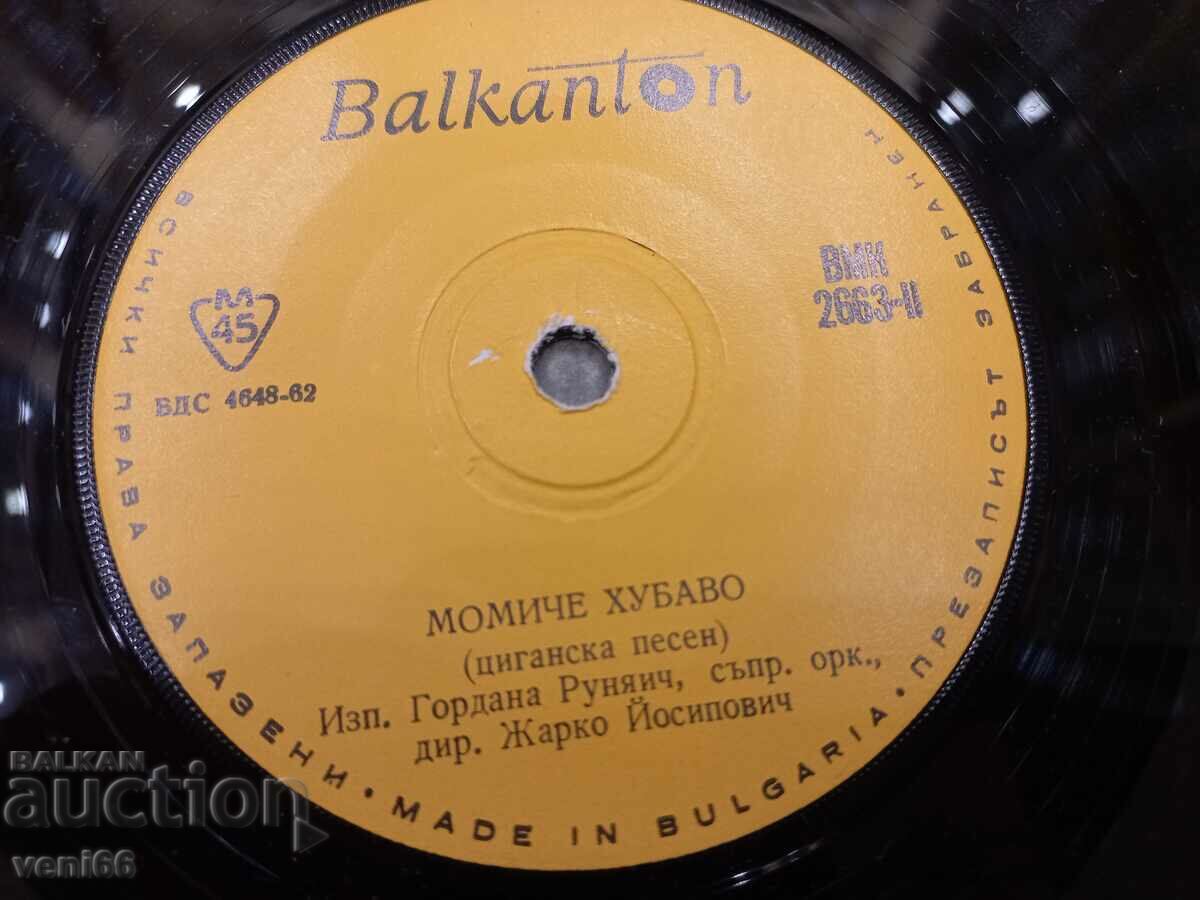 Balkanton
ВСИЧКИ ПРАВА ЗАПАЗЕНИ • MADE IN BULGARIA • ПРЕЗАПИСЪТ ЗАБРАНЕН
М
45
БДС 4648-62
ВМК
2663-II
МОМИЧЕ ХУБАВО
(циганска песен)
Изп. Гордана Руняич, съпр. орк.,
дир. Жарко Йосипович
BALKAN
auction
veni66